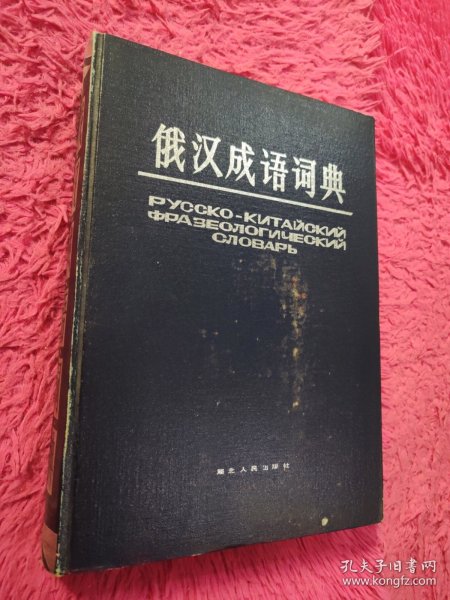 俄汉成语词典
РУССКО-КИТАЙСКИЙ
ФРАЗЕОЛОГИЧЕСКИЙ
СЛОВАРЬ
湖北人民出版社
孔夫子旧书网
www.kongfz.com